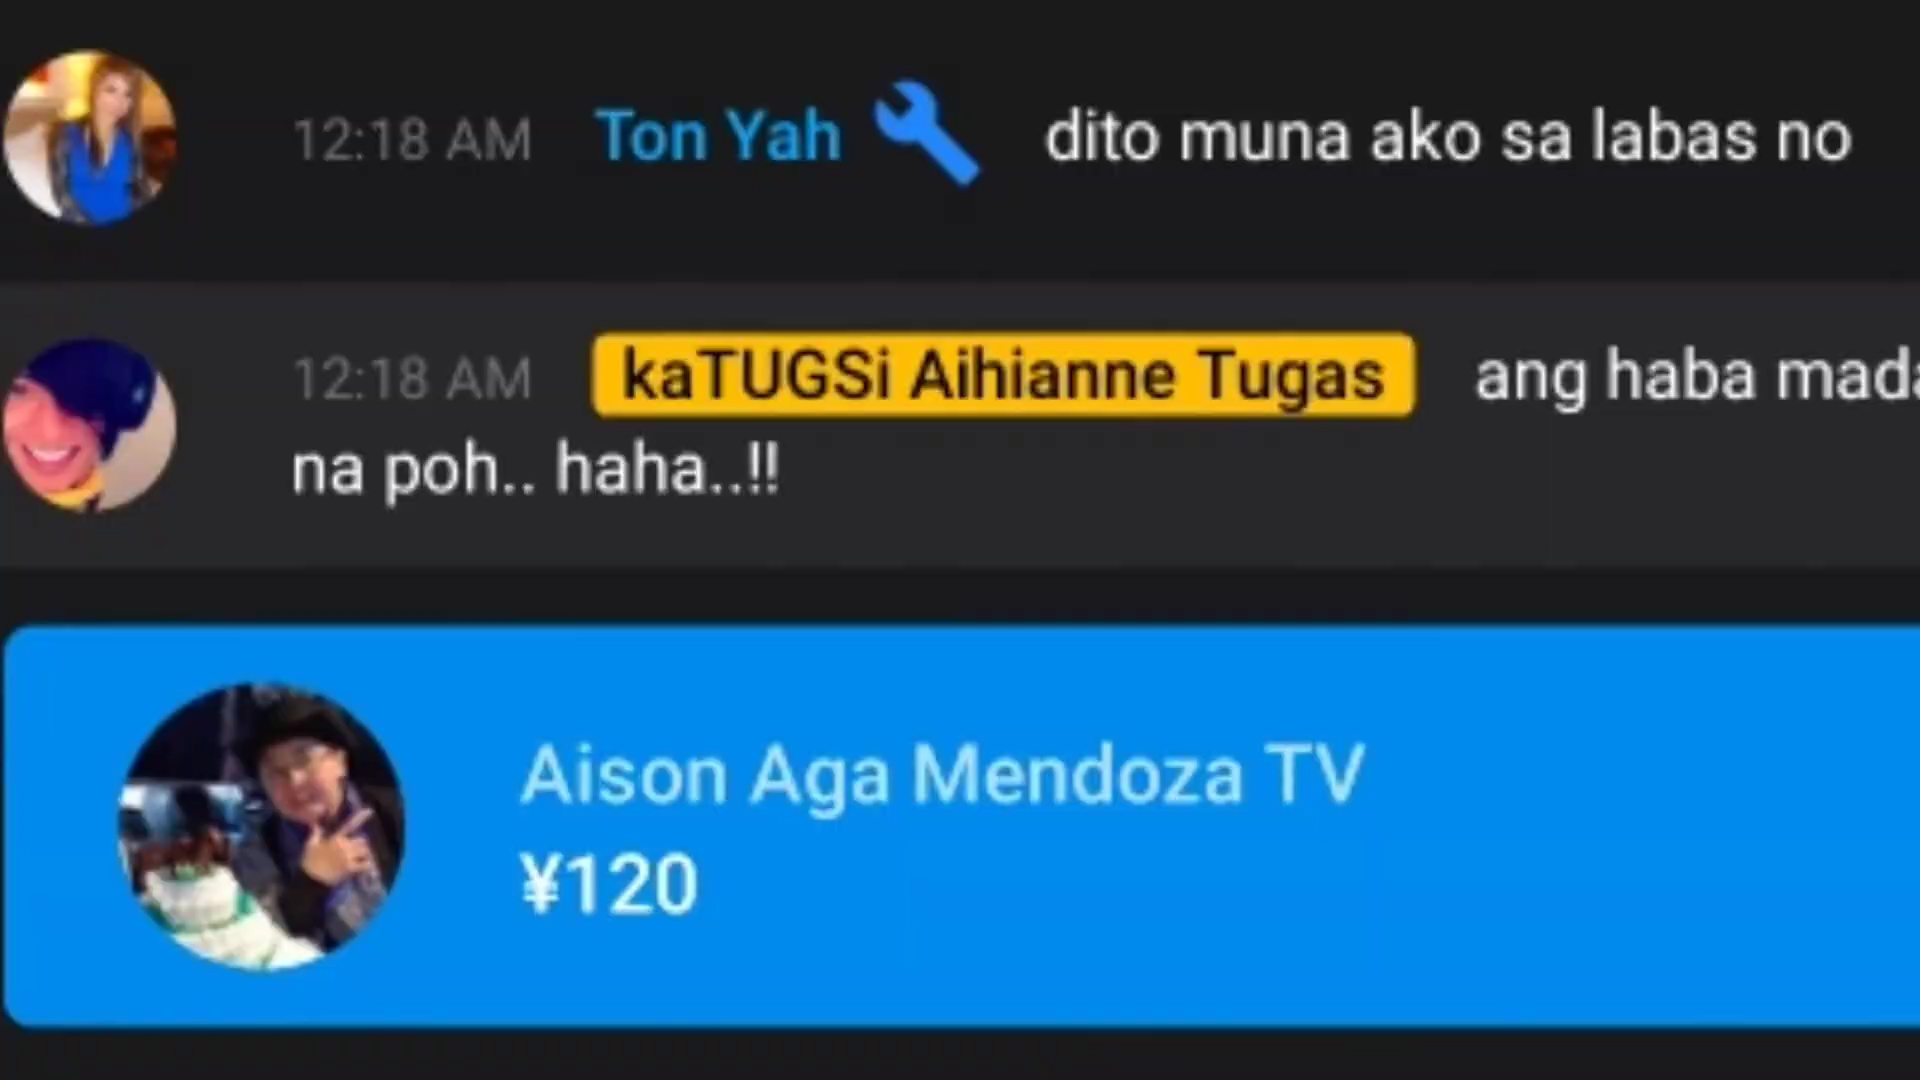 12:18 AM Ton Yah dito muna ako sa labas no
12:18 AM kaTUGSi Aihianne Tugas ang haba
na poh.. haha..!!
Aison Aga Mendoza TV
¥120